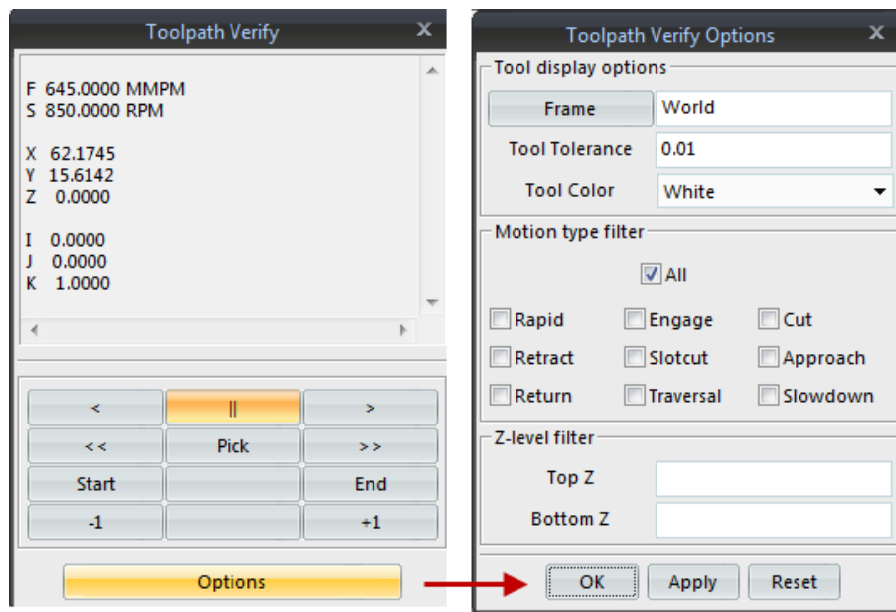 Toolpath Verify X
F 645.0000 MMPM
S 850.0000 RPM
X 62.1745
Y 15.6142
Z 0.0000
I 0.0000
J 0.0000
K 1.0000
< || >
<< Pick >>
Start End
-1 +1
Options
Toolpath Verify Options X
Tool display options
Frame World
Tool Tolerance 0.01
Tool Color White
Motion type filter
All
Rapid Engage Cut
Retract Slotcut Approach
Return Traversal Slowdown
Z-level filter
Top Z
Bottom Z
OK Apply Reset